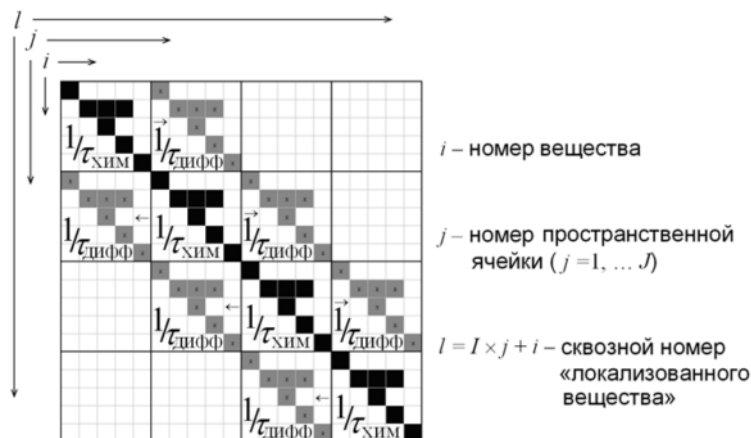 l
j
i
1/τхим 1/τдифф
1/τдифф 1/τхим 1/τдифф
1/τдифф 1/τхим 1/τдифф
1/τдифф 1/τхим
i – номер вещества
j – номер пространственной
ячейки ( j =1, ... J)
l = I × j + i – сквозной номер
«локализованного
вещества»